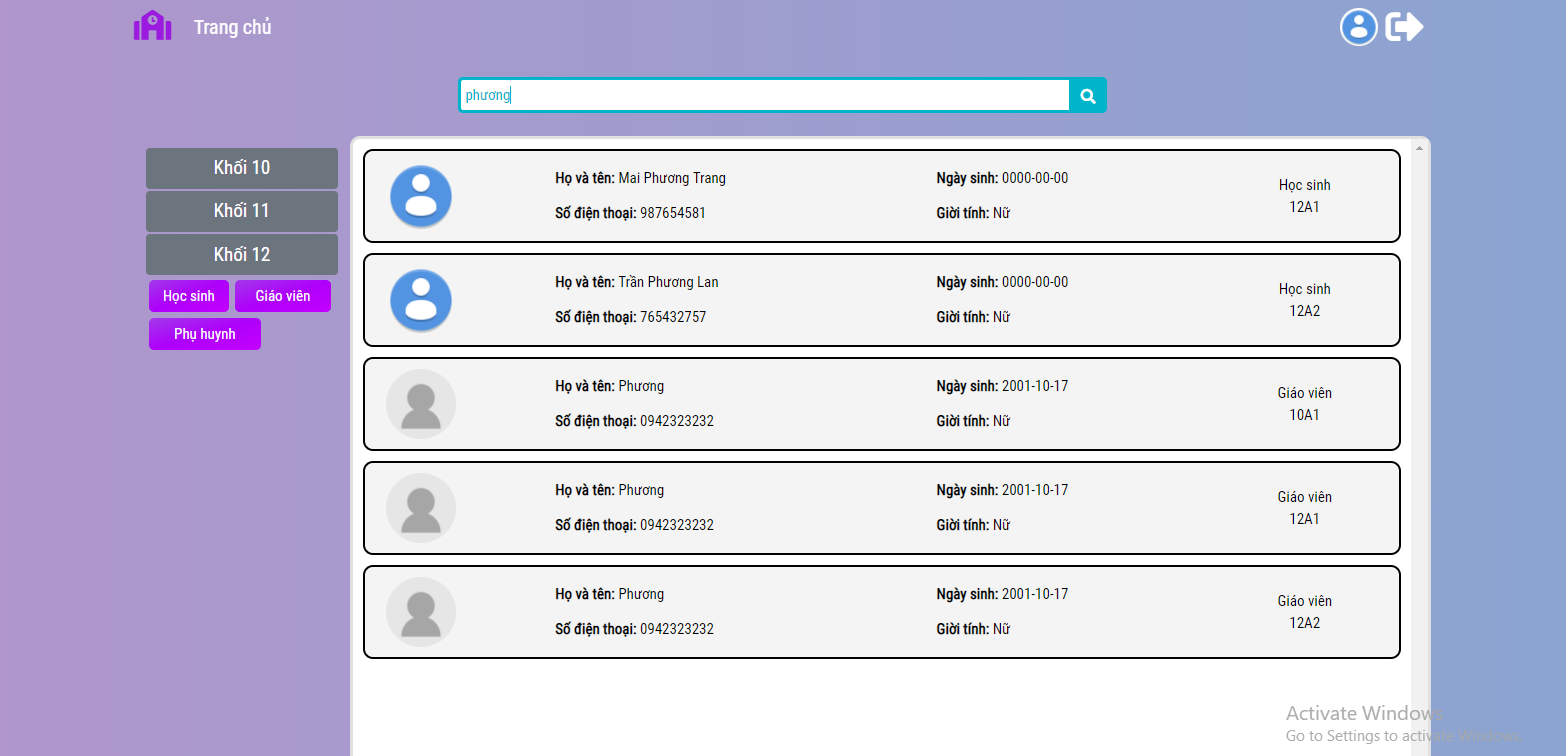 Trang chủ
phương
Khối 10
Khối 11
Khối 12
Học sinh
Giáo viên
Phụ huynh
Họ và tên: Mai Phương Trang
Ngày sinh: 0000-00-00
Học sinh
Số điện thoại: 987654581
Giời tính: Nữ
12A1
Họ và tên: Trần Phương Lan
Ngày sinh: 0000-00-00
Học sinh
Số điện thoại: 765432757
Giời tính: Nữ
12A2
Họ và tên: Phương
Ngày sinh: 2001-10-17
Giáo viên
Số điện thoại: 0942323232
Giời tính: Nữ
10A1
Họ và tên: Phương
Ngày sinh: 2001-10-17
Giáo viên
Số điện thoại: 0942323232
Giời tính: Nữ
12A1
Họ và tên: Phương
Ngày sinh: 2001-10-17
Giáo viên
Số điện thoại: 0942323232
Giời tính: Nữ
12A2
Activate Windows
Go to Settings to activate Windows.